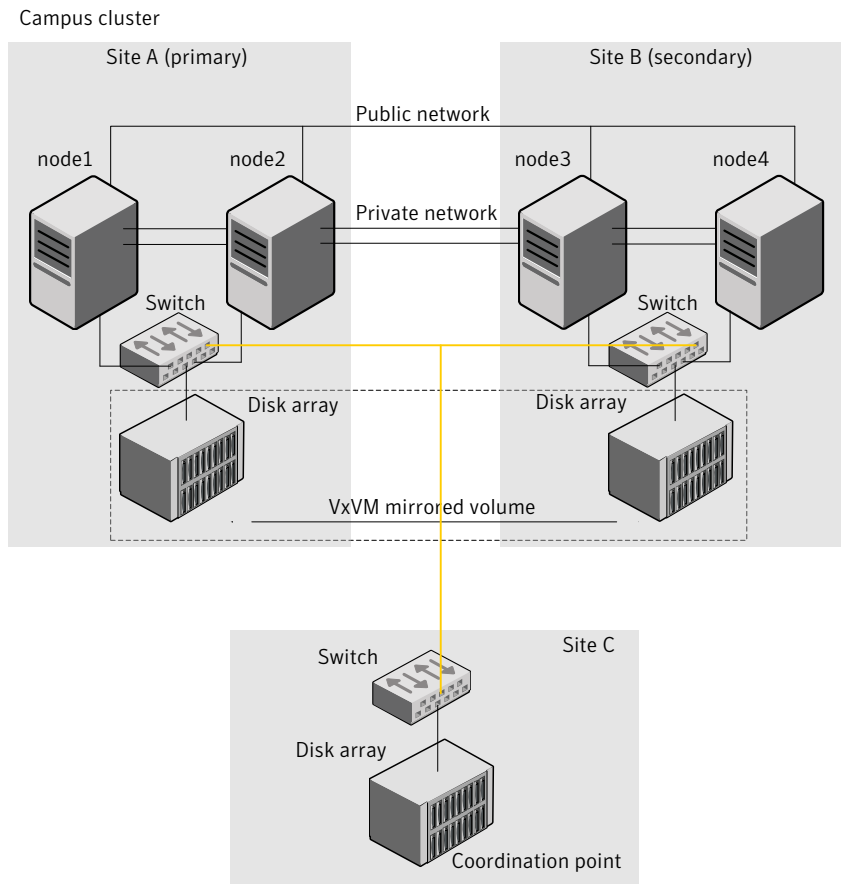 Campus cluster
Site A (primary)
Site B (secondary)
Public network
node1
node2
node3
node4
Private network
Switch
Switch
Disk array
Disk array
VxVM mirrored volume
Site C
Switch
Disk array
Coordination point